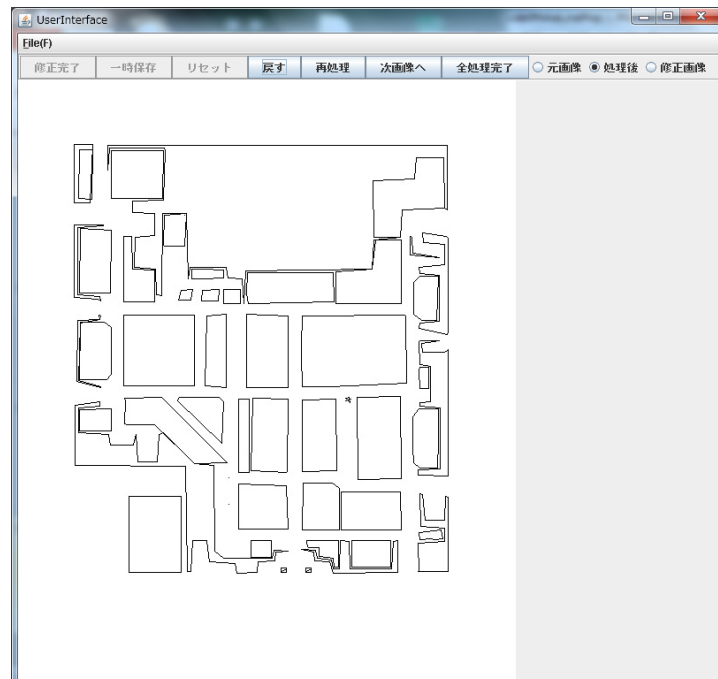 UserInterface
File(F)
修正完了 一時保存 リセット 戻す 再処理 次画像へ 全処理完了 元画像 処理後 修正画像